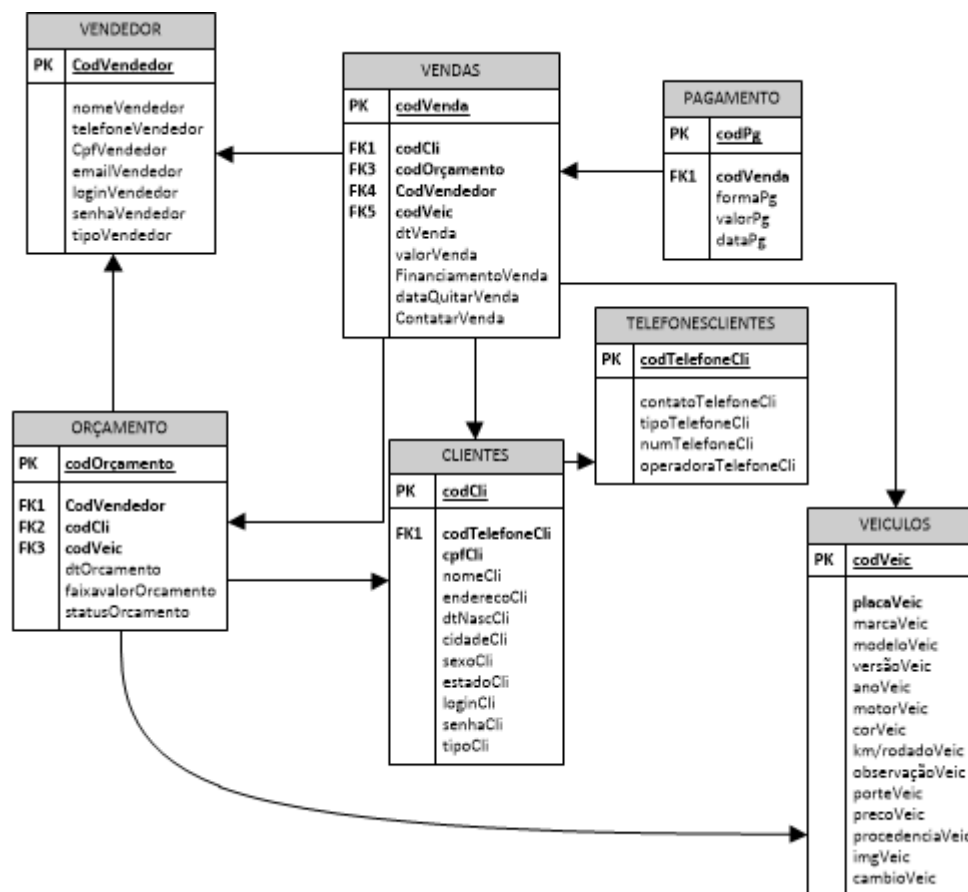 VENDEDOR
PK CodVendedor
nomeVendedor
telefoneVendedor
CpfVendedor
emailVendedor
loginVendedor
senhaVendedor
tipoVendedor
VENDAS
PK codVenda
FK1 codCli
FK3 codOrçamento
FK4 CodVendedor
FK5 codVeic
dtVenda
valorVenda
FinanciamentoVenda
dataQuitarVenda
ContatarVenda
PAGAMENTO
PK codPg
FK1 codVenda
formaPg
valorPg
dataPg
TELEFONESCLIENTES
PK codTelefoneCli
contatoTelefoneCli
tipoTelefoneCli
numTelefoneCli
operadoraTelefoneCli
ORÇAMENTO
PK codOrçamento
FK1 CodVendedor
FK2 codCli
FK3 codVeic
dtOrcamento
faixavalorOrcamento
statusOrcamento
CLIENTES
PK codCli
FK1 codTelefoneCli
cpfCli
nomeCli
enderecoCli
dtNascCli
cidadeCli
sexoCli
estadoCli
loginCli
senhaCli
tipoCli
VEICULOS
PK codVeic
placaVeic
marcaVeic
modeloVeic
versãoVeic
anoVeic
motorVeic
corVeic
km/rodadoVeic
observaçãoVeic
porteVeic
precoVeic
procedenciaVeic
imgVeic
cambioVeic